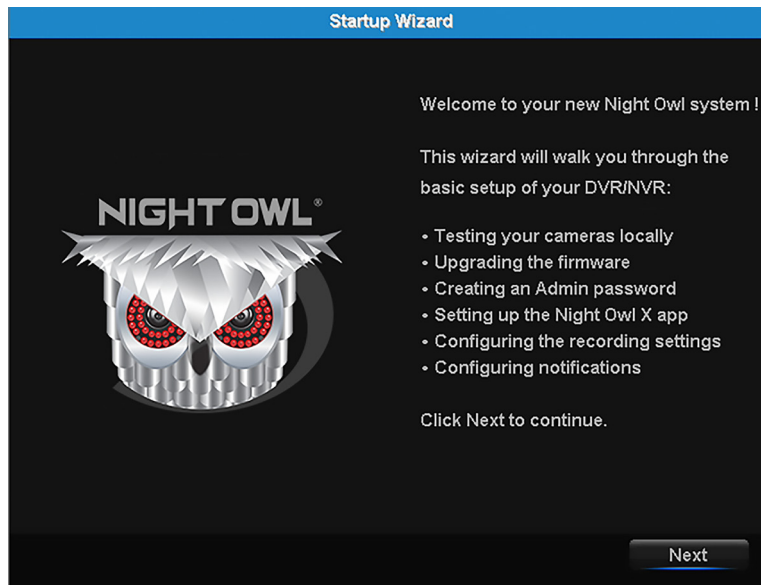 Startup Wizard
NIGHT OWL®
Welcome to your new Night Owl system !
This wizard will walk you through the
basic setup of your DVR/NVR:
• Testing your cameras locally
• Upgrading the firmware
• Creating an Admin password
• Setting up the Night Owl X app
• Configuring the recording settings
• Configuring notifications
Click Next to continue.
Next